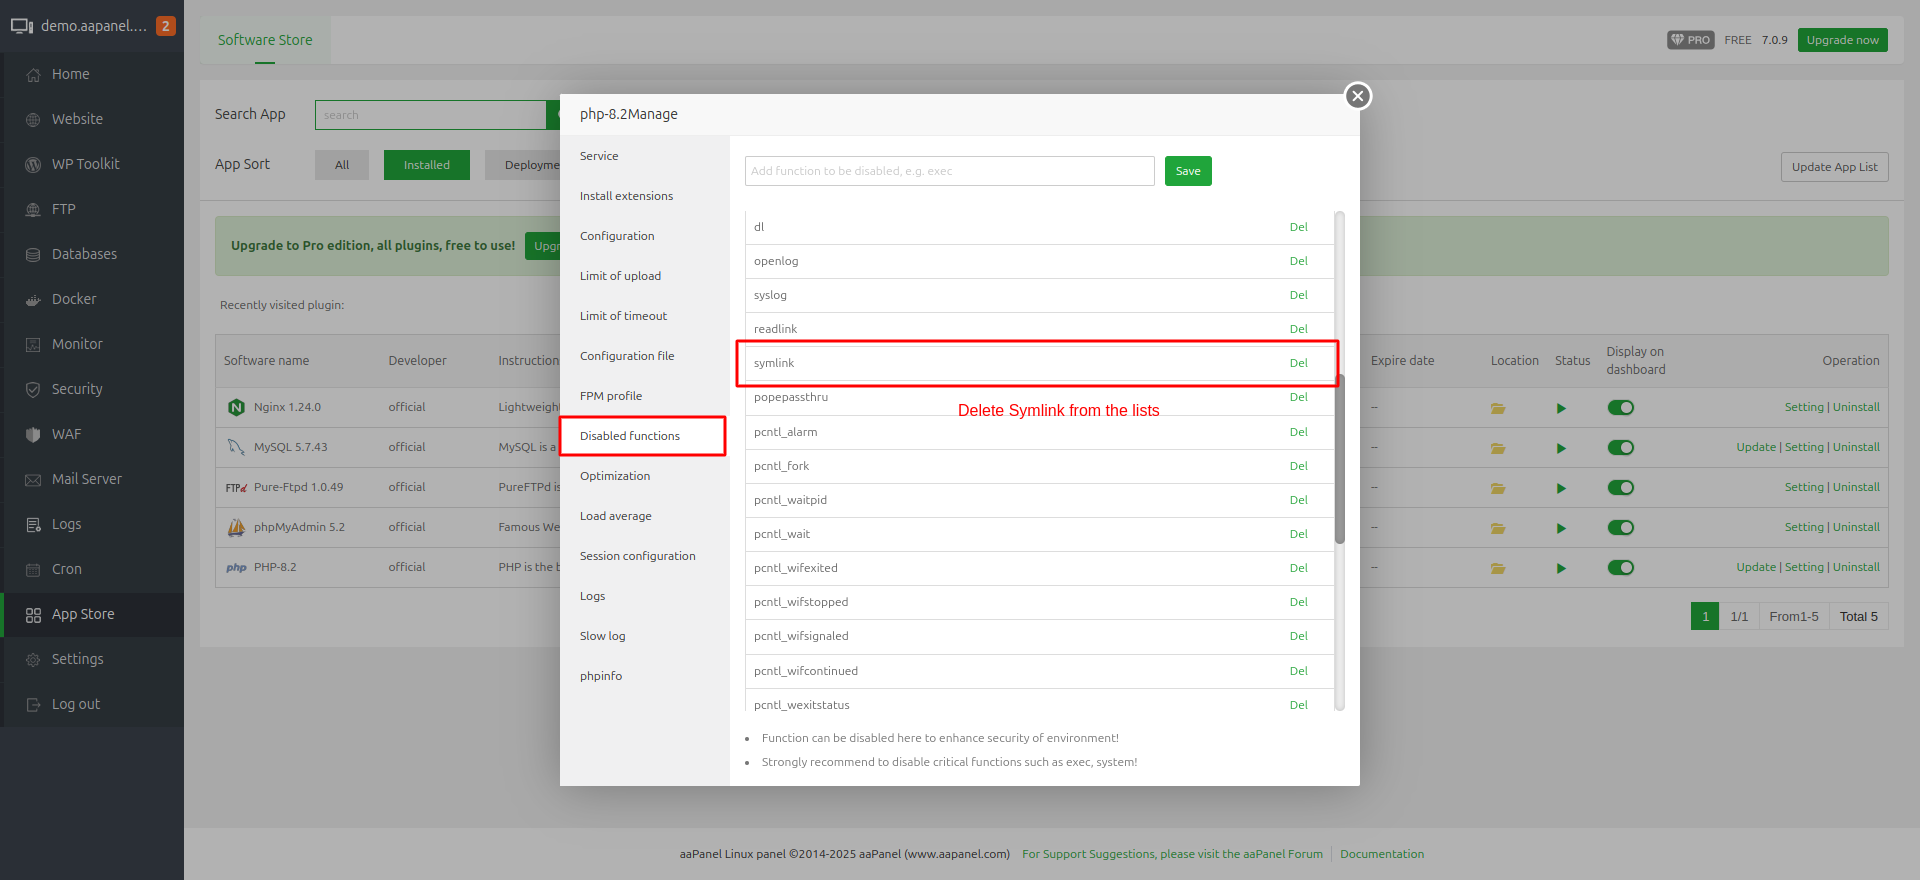 demo.aapanel.... 2
Home
Website
WP Toolkit
FTP
Databases
Docker
Monitor
Security
WAF
Mail Server
Logs
Cron
App Store
Settings
Log out
Software Store
PRO FREE 7.0.9 Upgrade now
Search App search
App Sort All Installed Deployme
Update App List
Upgrade to Pro edition, all plugins, free to use! Upgr
Recently visited plugin:
Software name Developer Instruction Expire date Location Status Display on dashboard Operation
Nginx 1.24.0 official Lightweigh -- Setting | Uninstall
MySQL 5.7.43 official MySQL is a -- Update | Setting | Uninstall
FTPd Pure-Ftpd 1.0.49 official PureFTPd is -- Setting | Uninstall
phpMyAdmin 5.2 official Famous We -- Setting | Uninstall
php PHP-8.2 official PHP is the b -- Update | Setting | Uninstall
1 1/1 From1-5 Total 5
php-8.2Manage
Service
Install extensions
Configuration
Limit of upload
Limit of timeout
Configuration file
FPM profile
Disabled functions
Optimization
Load average
Session configuration
Logs
Slow log
phpinfo
Add function to be disabled, e.g. exec Save
dl Del
openlog Del
syslog Del
readlink Del
symlink Del
popepassthru Del
Delete Symlink from the lists
pcntl_alarm Del
pcntl_fork Del
pcntl_waitpid Del
pcntl_wait Del
pcntl_wifexited Del
pcntl_wifstopped Del
pcntl_wifsignaled Del
pcntl_wifcontinued Del
pcntl_wexitstatus Del
• Function can be disabled here to enhance security of environment!
• Strongly recommend to disable critical functions such as exec, system!
aaPanel Linux panel ©2014-2025 aaPanel (www.aapanel.com) For Support Suggestions, please visit the aaPanel Forum | Documentation